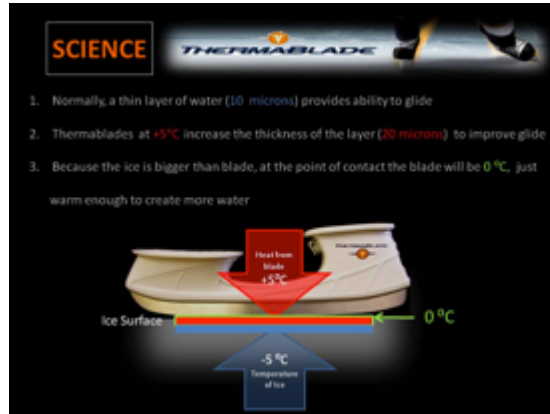 SCIENCE
THERMABLADE
1. Normally, a thin layer of water (10 microns) provides ability to glide
2. Thermablades at +5°C increase the thickness of the layer (20 microns) to improve glide
3. Because the ice is bigger than blade, at the point of contact the blade will be 0 °C, just
warm enough to create more water
THERMABLADE
Heat from
blade
+5°C
Ice Surface
0 °C
-5 °C
Temperature
of Ice